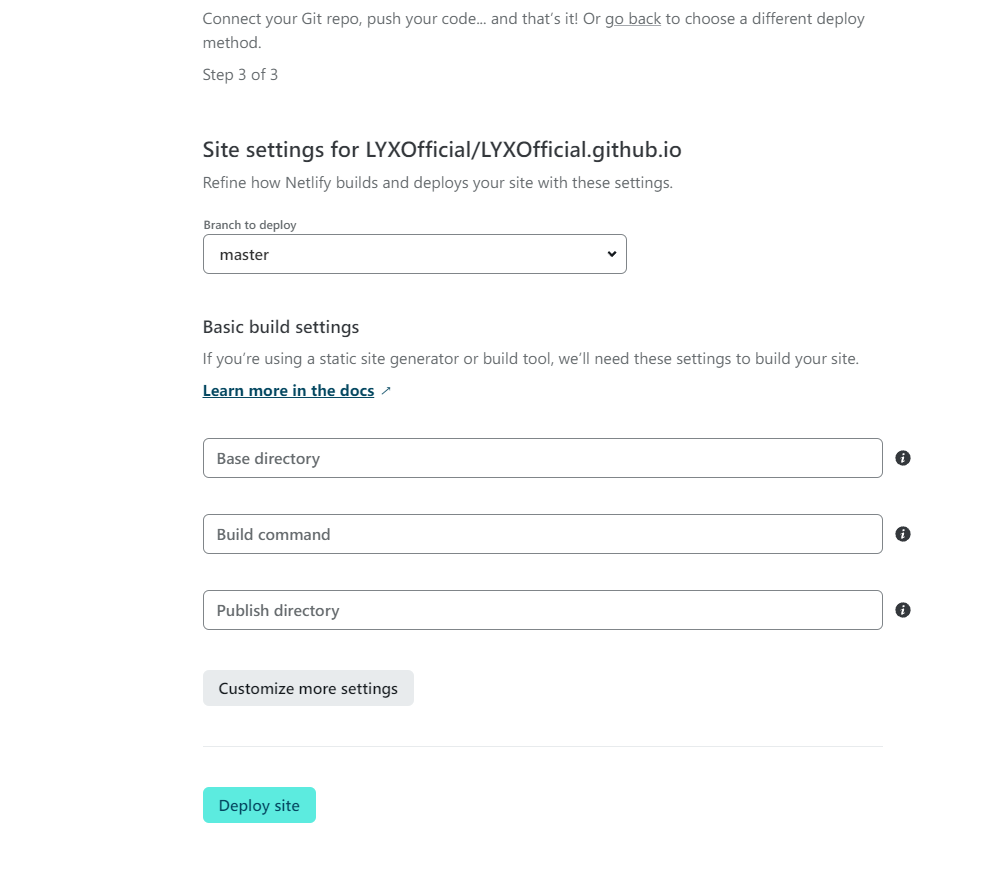 Connect your Git repo, push your code... and that’s it! Or go back to choose a different deploy
method.
Step 3 of 3
Site settings for LYXOfficial/LYXOfficial.github.io
Refine how Netlify builds and deploys your site with these settings.
Branch to deploy
master
Basic build settings
If you’re using a static site generator or build tool, we’ll need these settings to build your site.
Learn more in the docs ↗
Base directory
Build command
Publish directory
Customize more settings
Deploy site